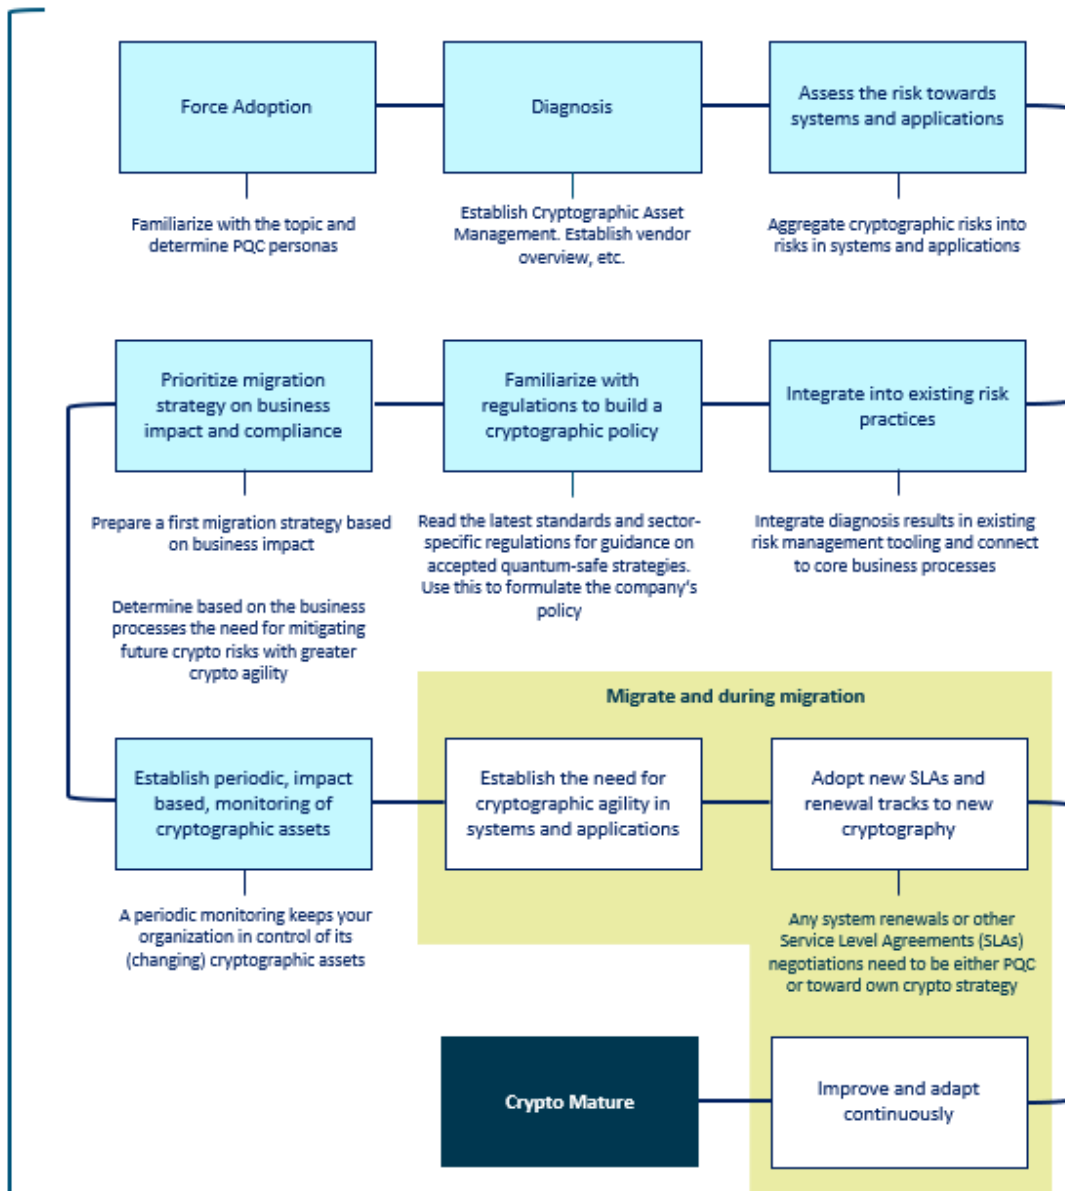 Force Adoption
Diagnosis
Assess the risk towards
systems and applications
Familiarize with the topic and
determine PQC personas
Establish Cryptographic Asset
Management. Establish vendor
overview, etc.
Aggregate cryptographic risks into
risks in systems and applications
Prioritize migration
strategy on business
impact and compliance
Familiarize with
regulations to build a
cryptographic policy
Integrate into existing risk
practices
Prepare a first migration strategy based
on business impact
Determine based on the business
processes the need for mitigating
future crypto risks with greater
crypto agility
Read the latest standards and sector-
specific regulations for guidance on
accepted quantum-safe strategies.
Use this to formulate the company's
policy
Integrate diagnosis results in existing
risk management tooling and connect
to core business processes
Migrate and during migration
Establish periodic, impact
based, monitoring of
cryptographic assets
Establish the need for
cryptographic agility in
systems and applications
Adopt new SLAs and
renewal tracks to new
cryptography
A periodic monitoring keeps your
organization in control of its
(changing) cryptographic assets
Any system renewals or other
Service Level Agreements (SLAs)
negotiations need to be either PQC
or toward own crypto strategy
Crypto Mature
Improve and adapt
continuously